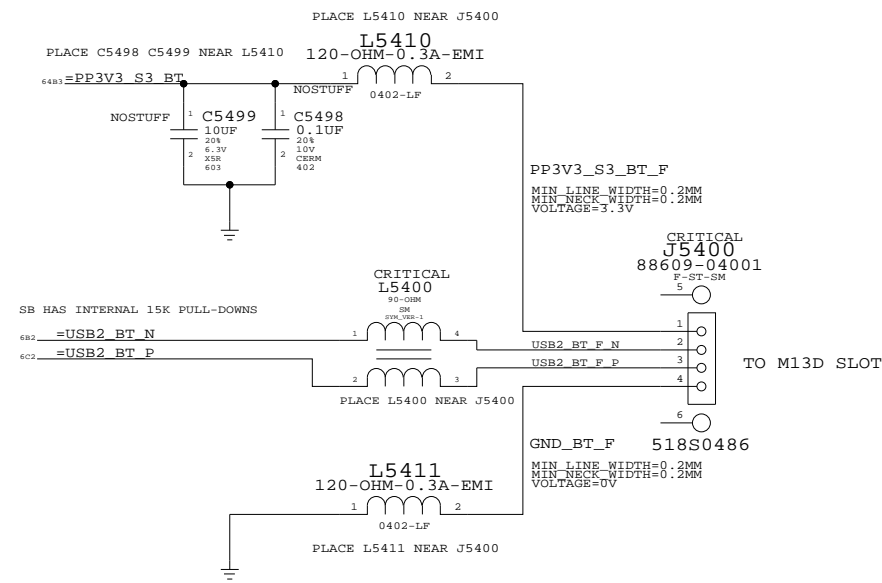 PLACE L5410 NEAR J5400
L5410
120-OHM-0.3A-EMI
PLACE C5498 C5499 NEAR L5410
64B3 =PP3V3_S3_BT
1 2
NOSTUFF
0402-LF
NOSTUFF
1 C5499
10UF
20%
6.3V
2 X5R
603
1 C5498
0.1UF
20%
10V
2 CERM
402
PP3V3_S3_BT_F
MIN_LINE_WIDTH=0.2MM
MIN_NECK_WIDTH=0.2MM
VOLTAGE=3.3V
CRITICAL
J5400
88609-04001
F-ST-SM
5
CRITICAL
L5400
90-OHM
SM
SYM_VER-1
SB HAS INTERNAL 15K PULL-DOWNS
6B2 =USB2_BT_N
6C2 =USB2_BT_P
1 4
2 3
USB2_BT_F_N
USB2_BT_F_P
1
2
3
4
TO M13D SLOT
PLACE L5400 NEAR J5400
6
518S0486
GND_BT_F
MIN_LINE_WIDTH=0.2MM
MIN_NECK_WIDTH=0.2MM
VOLTAGE=0V
L5411
120-OHM-0.3A-EMI
1 2
0402-LF
PLACE L5411 NEAR J5400